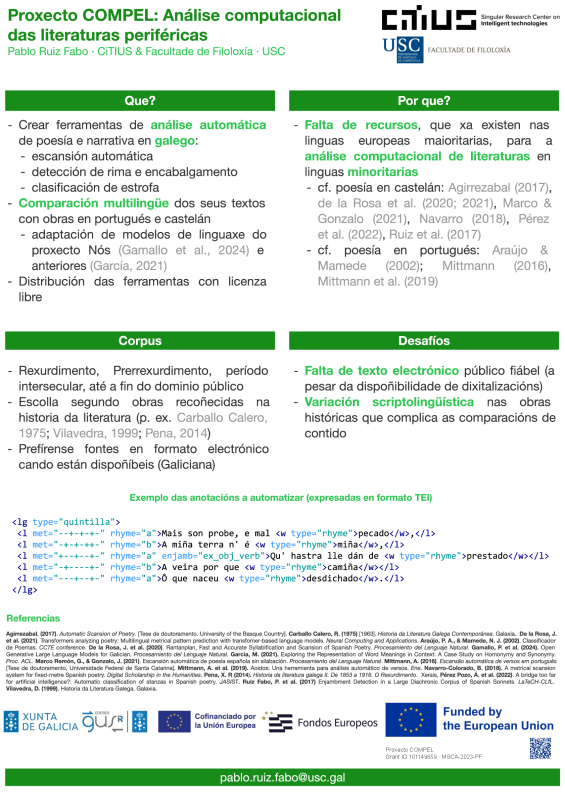 Proxecto COMPEL: Análise computacional
das literaturas periféricas
Pablo Ruiz Fabo · CiTIUS & Facultade de Filoloxía · USC
CiTIUS
Singular Research Center on
Intelligent technologies
USC
FACULTADE DE FILOLOXÍA
Que?
- Crear ferramentas de análise automática
de poesía e narrativa en galego:
- escansión automática
- detección de rima e encabalgamento
- clasificación de estrofa
- Comparación multilingüe dos seus textos
con obras en portugués e castelán
- adaptación de modelos de linguaxe do
proxecto Nós (Gamallo et al., 2024) e
anteriores (García, 2021)
- Distribución das ferramentas con licenza
libre
Por que?
- Falta de recursos, que xa existen nas
linguas europeas maioritarias, para a
análise computacional de literaturas en
linguas minoritarias
- cf. poesía en castelán: Agirrezabal (2017),
de la Rosa et al. (2020; 2021), Marco &
Gonzalo (2021), Navarro (2018), Pérez
et al. (2022), Ruiz et al. (2017)
- cf. poesía en portugués: Araújo &
Mamede (2002); Mittmann (2016),
Mittmann et al. (2019)
Corpus
- Rexurdimento, Prerrexurdimento, período
intersecular, até a fin do dominio público
- Escolla segundo obras recoñecidas na
historia da literatura (p. ex. Carballo Calero,
1975; Vilavedra, 1999; Pena, 2014)
- Prefírense fontes en formato electrónico
cando están dispoñíbeis (Galiciana)
Desafíos
- Falta de texto electrónico público fiábel (a
pesar da dispoñibilidade de dixitalizacións)
- Variación scriptolingüística nas obras
históricas que complica as comparacións de
contido
Exemplo das anotacións a automatizar (expresadas en formato TEI)
<lg type="quintilla">
<l met="--+-+-+-" rhyme="a">Mais son probe, e mal <w type="rhyme">pecado</w>,</l>
<l met="-+-++-+-" rhyme="b">A miña terra n' é <w type="rhyme">miña</w>,</l>
<l met="+--+--+-" rhyme="a" enjamb="ex_obj_verb">Qu' hastra lle dán de <w type="rhyme">prestado</w></l>
<l met="-+----+-" rhyme="b">A veira por que <w type="rhyme">camiña</w></l>
<l met="---+--+-" rhyme="a">Ô que naceu <w type="rhyme">desdichado</w>.</l>
</lg>
Referencias
Agirrezabal. (2017). Automatic Scansion of Poetry. [Tese de doutoramento. University of the Basque Country]. Carballo Calero, R. (1975) [1963]. Historia da Literatura Galega Contemporánea. Galaxia. De la Rosa, J.
et al. (2021). Transformers analyzing poetry: Multilingual metrical pattern prediction with transformer-based language models. Neural Computing and Applications. Araújo, P. A., & Mamede, N. J. (2002). Classificador
de Poemas. CCTE conference. De la Rosa, J. et al. (2020). Rantanplan, Fast and Accurate Syllabification and Scansion of Spanish Poetry. Procesamiento del Lenguaje Natural. Gamallo, P. et al. (2024). Open
Generative Large Language Models for Galician. Procesamiento del Lenguaje Natural. García, M. (2021). Exploring the Representation of Word Meanings in Context: A Case Study on Homonymy and Synonymy.
Proc. ACL. Marco Remón, G., & Gonzalo, J. (2021). Escansión automática de poesía española sin silabación. Procesamiento del Lenguaje Natural. Mittmann, A. (2016). Escansão automática de versos em português
[Tese de doutoramento, Universidade Federal de Santa Catarina]. Mittmann, A. et al. (2019). Aoidos: Una herramienta para análisis automático de versos. Ene. Navarro-Colorado, B. (2018). A metrical scansion
system for fixed-metre Spanish poetry. Digital Scholarship in the Humanities. Pena, X. R (2014). Historia da literatura galega II. De 1853 a 1916. O Rexurdimento. Xerais. Pérez Pozo, Á. et al. (2022). A bridge too far
for artificial intelligence?: Automatic classification of stanzas in Spanish poetry. JASIST. Ruiz Fabo, P. et al. (2017) Enjambment Detection in a Large Diachronic Corpus of Spanish Sonnets. LaTeCH-CLfL.
Vilavedra, D. (1999). Historia da Literatura Galega. Galaxia.
XUNTA
DE GALICIA
Cofinanciado por
la Unión Europea
Fondos Europeos
Funded by
the European Union
Proxecto COMPEL
Grant ID 101149659 MSCA-2023-PF
pablo.ruiz.fabo@usc.gal